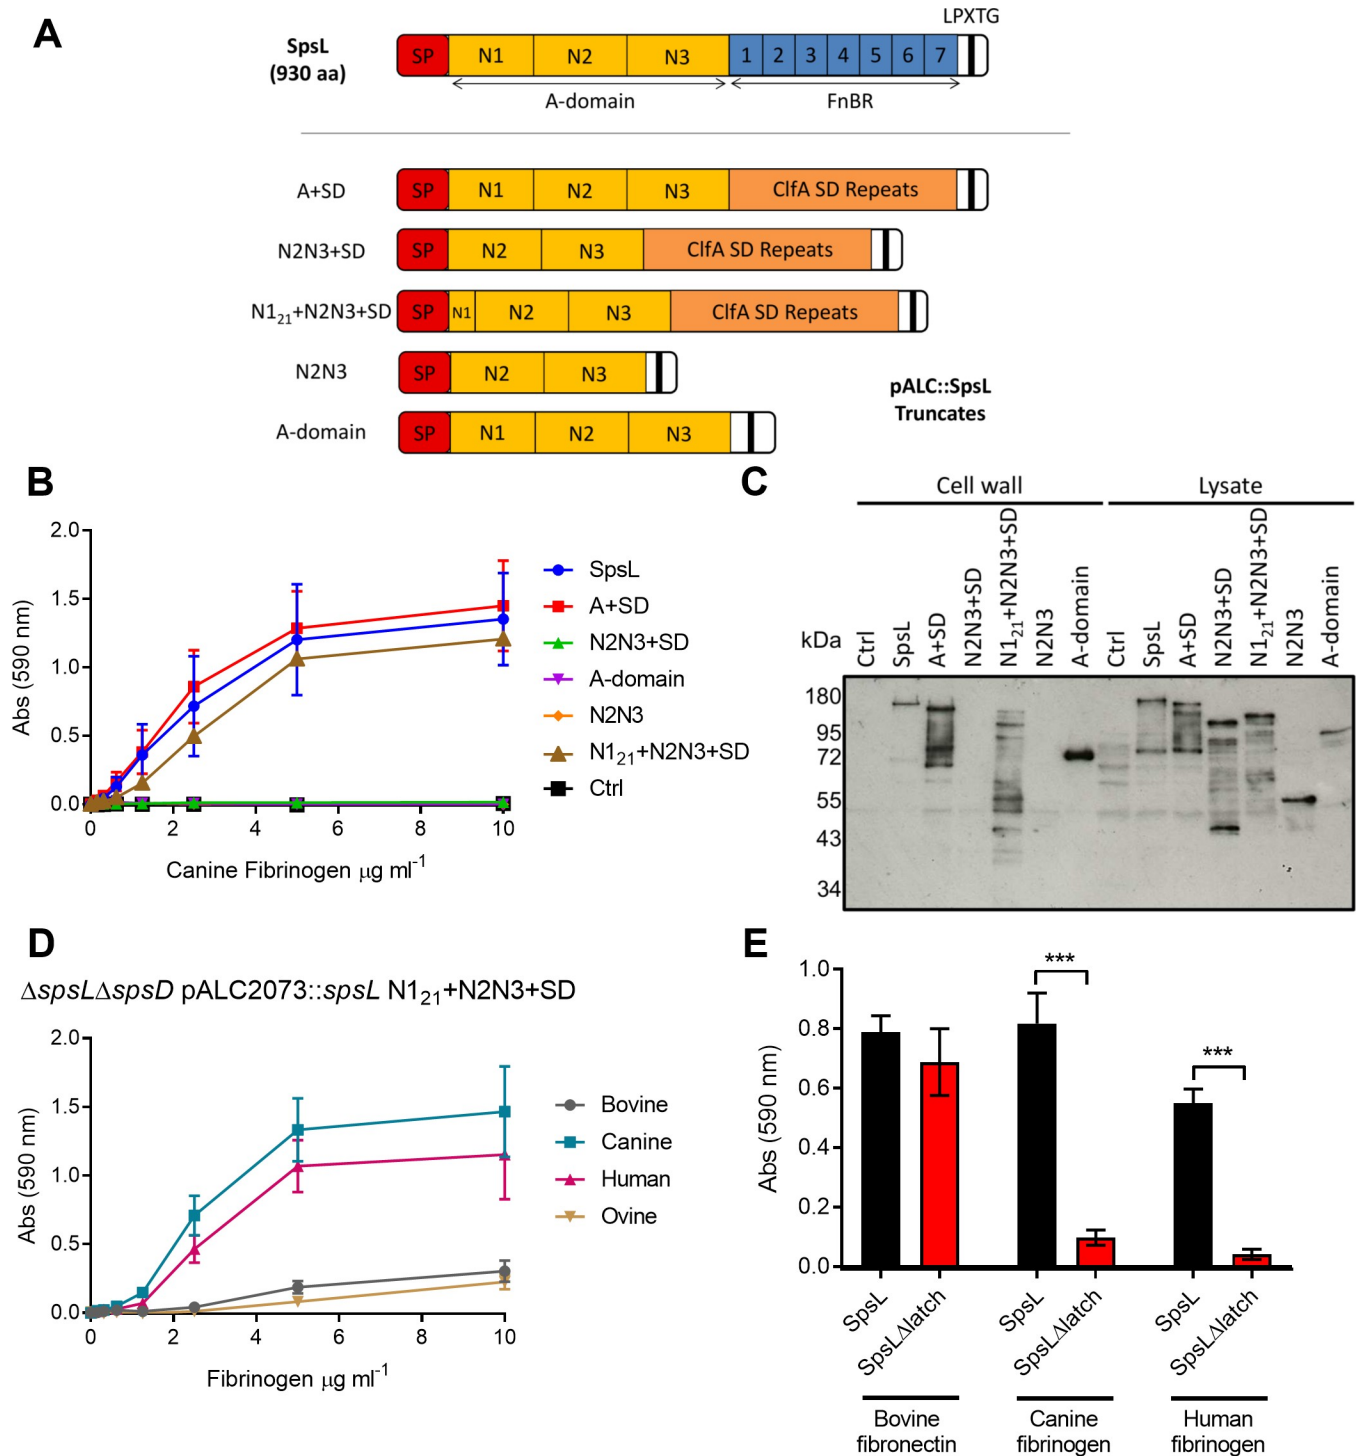 A
SpsL
(930 aa)
LPXTG
SP N1 N2 N3 1 2 3 4 5 6 7
A-domain FnBR
A+SD SP N1 N2 N3 ClfA SD Repeats
N2N3+SD SP N2 N3 ClfA SD Repeats
N1₂₁+N2N3+SD SP N1 N2 N3 ClfA SD Repeats
N2N3 SP N2 N3
A-domain SP N1 N2 N3
pALC::SpsL
Truncates
B
2.0
1.5
1.0
0.5
0.0
Abs (590 nm)
0 2 4 6 8 10
Canine Fibrinogen μg ml⁻¹
SpsL
A+SD
N2N3+SD
A-domain
N2N3
N1₂₁+N2N3+SD
Ctrl
C
Cell wall Lysate
kDa
Ctrl
SpsL
A+SD
N2N3+SD
N1₂₁+N2N3+SD
N2N3
A-domain
Ctrl
SpsL
A+SD
N2N3+SD
N1₂₁+N2N3+SD
N2N3
A-domain
180
95
72
55
43
34
D
ΔspsLΔspsD pALC2073::spsL N1₂₁+N2N3+SD
2.0
1.5
1.0
0.5
0.0
Abs (590 nm)
0 2 4 6 8 10
Fibrinogen μg ml⁻¹
Bovine
Canine
Human
Ovine
E
1.0
0.8
0.6
0.4
0.2
0.0
Abs (590 nm)
***
***
SpsL
SpsLΔlatch
SpsL
SpsLΔlatch
SpsL
SpsLΔlatch
Bovine
fibronectin
Canine
fibrinogen
Human
fibrinogen